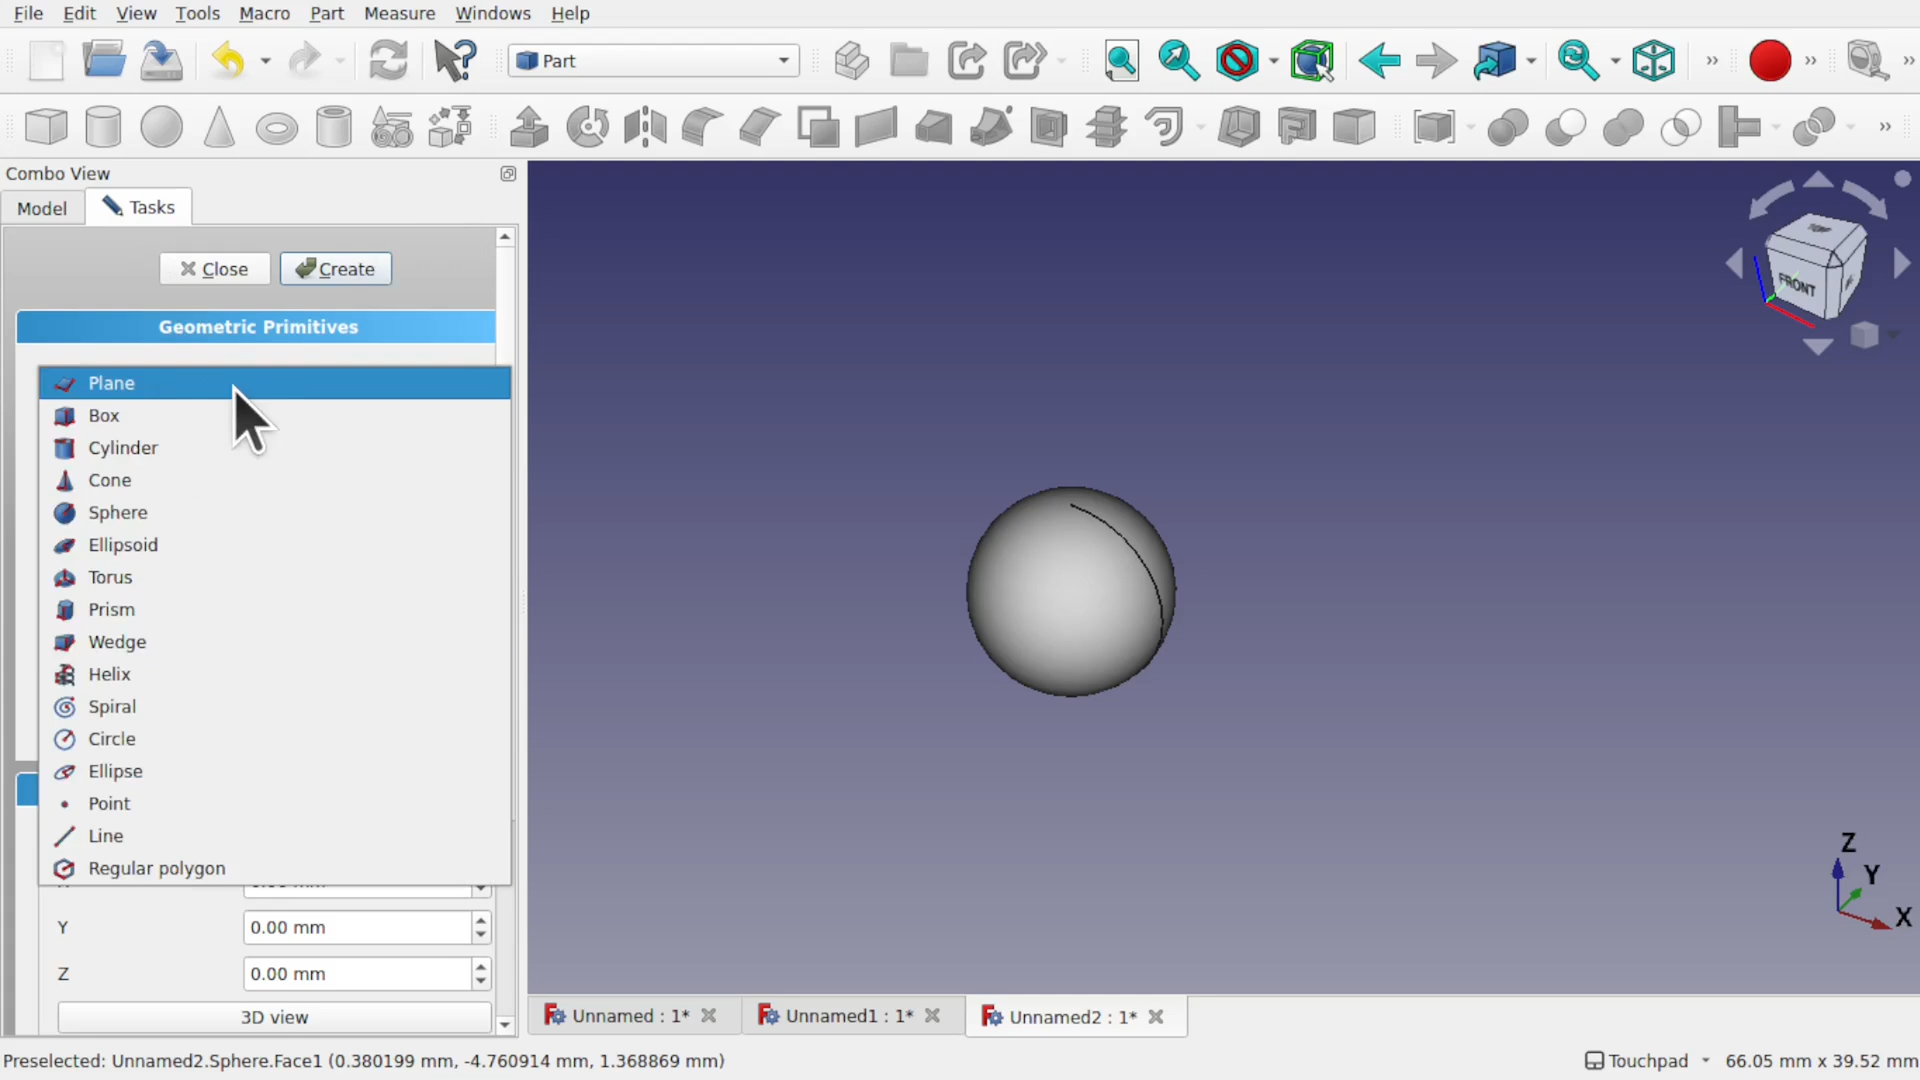 File Edit View Tools Macro Part Measure Windows Help
Part
Combo View
Model Tasks
Close Create
Geometric Primitives
Plane
Box
Cylinder
Cone
Sphere
Ellipsoid
Torus
Prism
Wedge
Helix
Spiral
Circle
Ellipse
Point
Line
Regular polygon
Y 0.00 mm
Z 0.00 mm
3D view
TOP
FRONT
Z
Y
X
Unnamed : 1* Unnamed1 : 1* Unnamed2 : 1*
Preselected: Unnamed2.Sphere.Face1 (0.380199 mm, -4.760914 mm, 1.368869 mm) Touchpad 66.05 mm x 39.52 mm